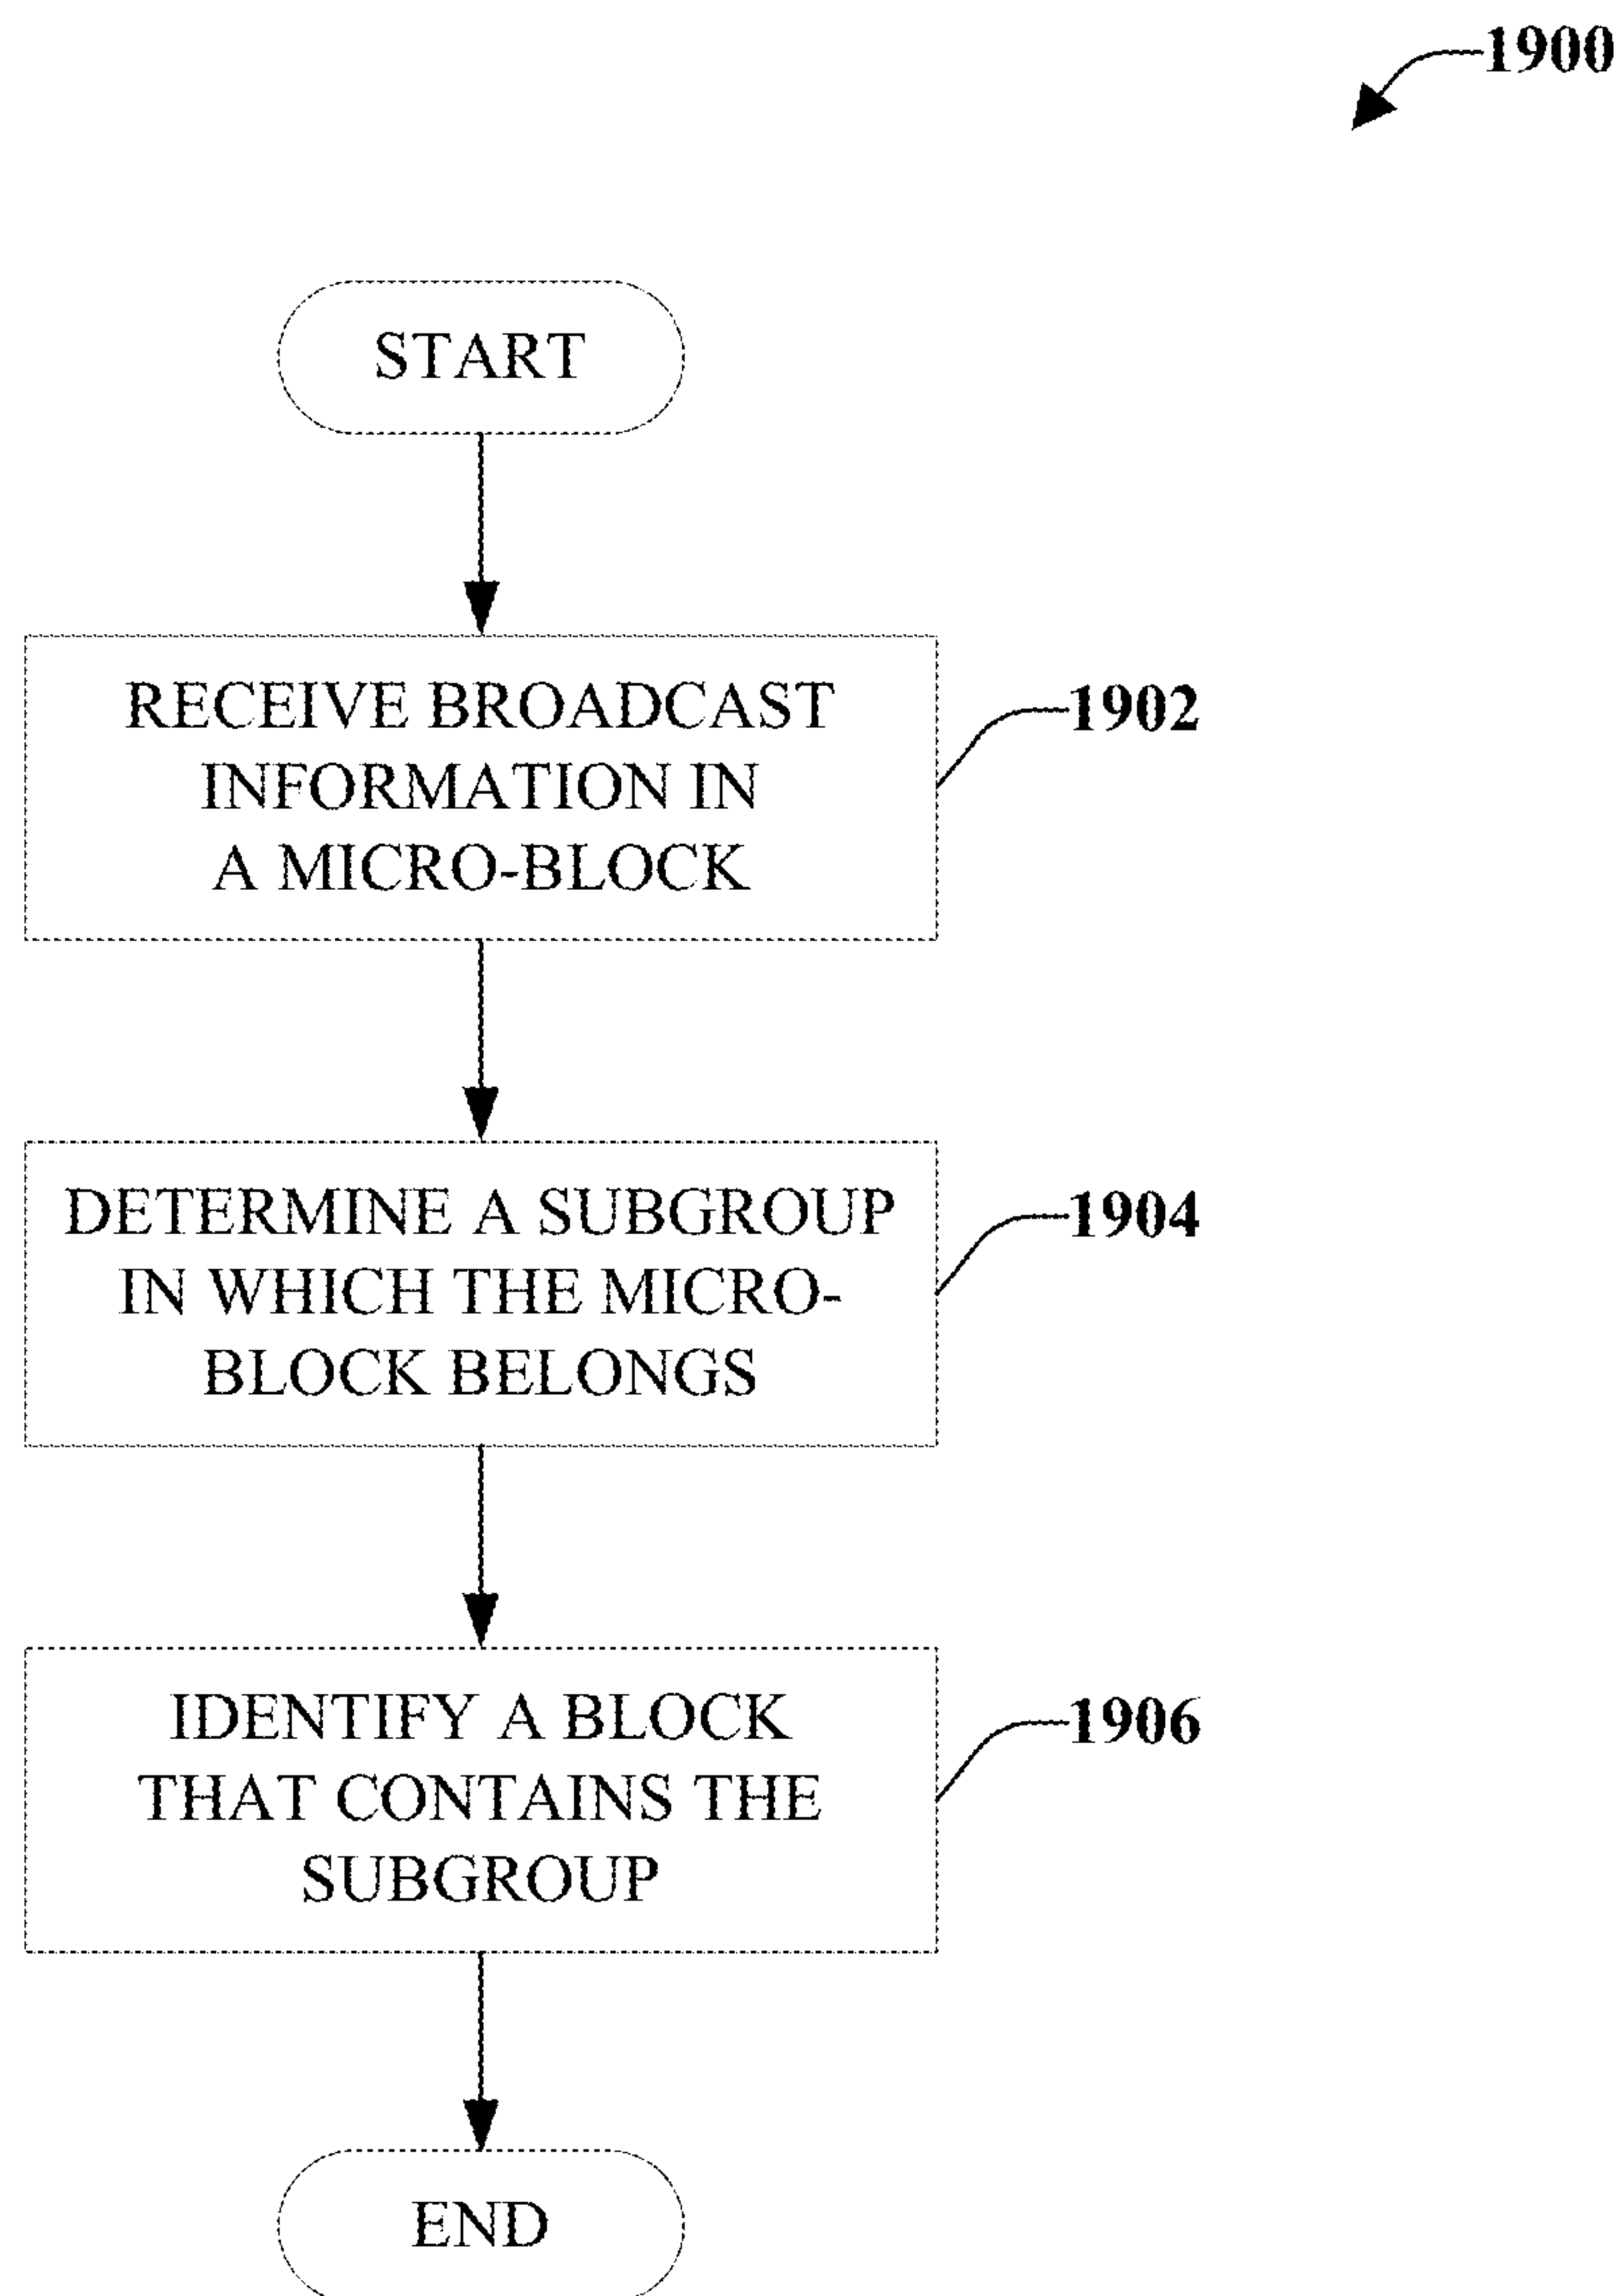 1900
START
RECEIVE BROADCAST
INFORMATION IN
A MICRO-BLOCK
1902
DETERMINE A SUBGROUP
IN WHICH THE MICRO-
BLOCK BELONGS
1904
IDENTIFY A BLOCK
THAT CONTAINS THE
SUBGROUP
1906
END